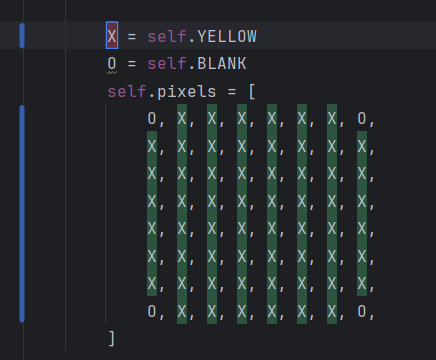 X = self.YELLOW
O = self.BLANK
self.pixels = [
O, X, X, X, X, X, X, O,
X, X, X, X, X, X, X, X,
X, X, X, X, X, X, X, X,
X, X, X, X, X, X, X, X,
X, X, X, X, X, X, X, X,
X, X, X, X, X, X, X, X,
X, X, X, X, X, X, X, X,
O, X, X, X, X, X, X, O,
]